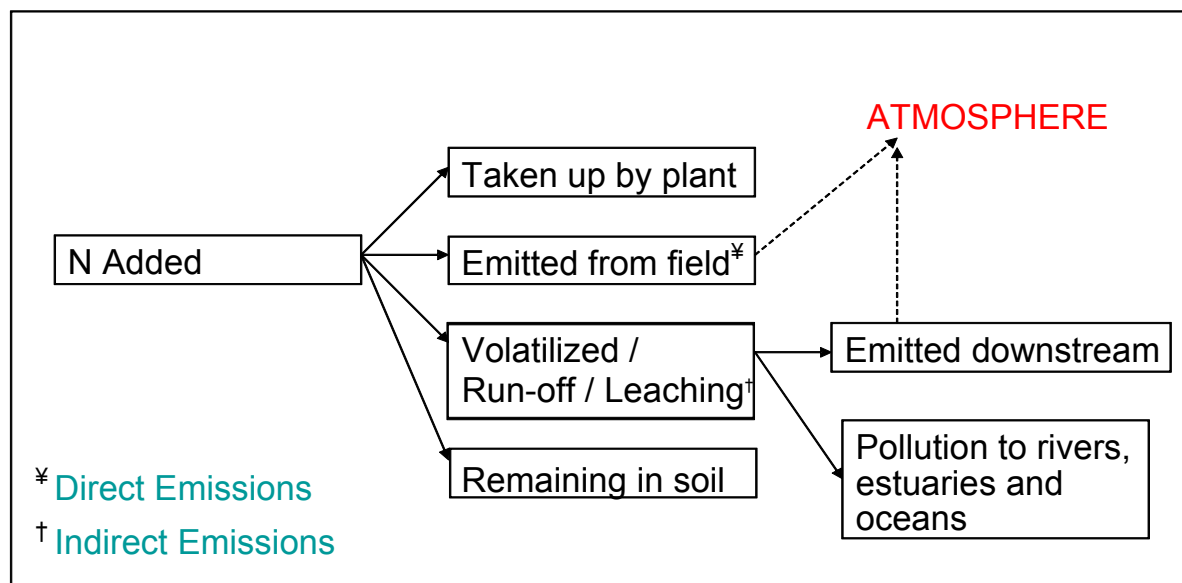 ATMOSPHERE
Taken up by plant
N Added
Emitted from field¥
Volatilized /
Run-off / Leaching†
Emitted downstream
Remaining in soil
Pollution to rivers,
estuaries and
oceans
¥ Direct Emissions
† Indirect Emissions